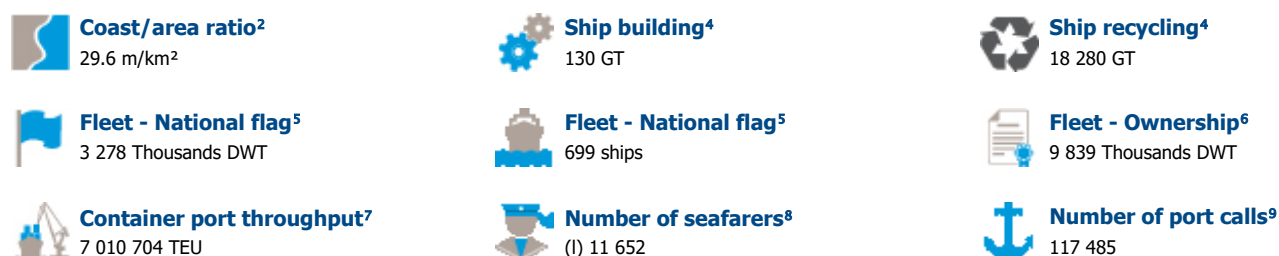 Coast/area ratio²
29.6 m/km²
Ship building⁴
130 GT
Ship recycling⁴
18 280 GT
Fleet - National flag⁵
3 278 Thousands DWT
Fleet - National flag⁵
699 ships
Fleet - Ownership⁶
9 839 Thousands DWT
Container port throughput⁷
7 010 704 TEU
Number of seafarers⁸
(l) 11 652
Number of port calls⁹
117 485